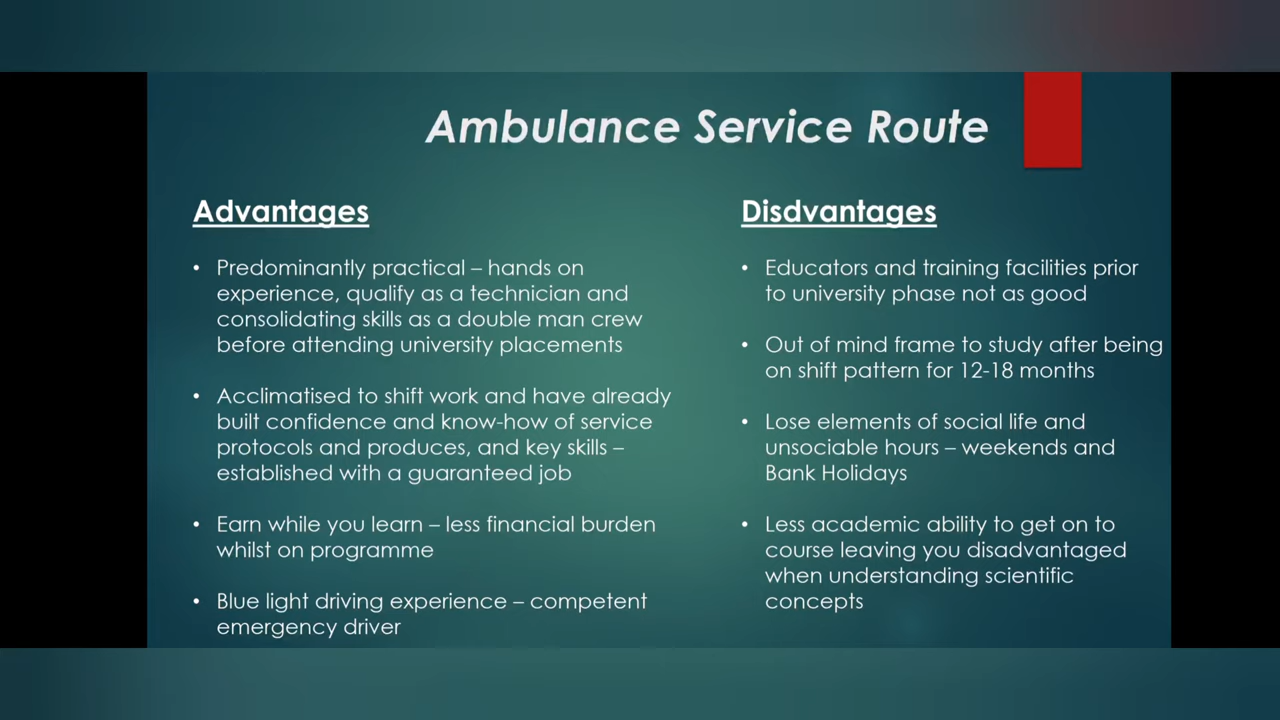 Ambulance Service Route
Advantages
• Predominantly practical – hands on
experience, qualify as a technician and
consolidating skills as a double man crew
before attending university placements
• Acclimatised to shift work and have already
built confidence and know-how of service
protocols and produces, and key skills –
established with a guaranteed job
• Earn while you learn – less financial burden
whilst on programme
• Blue light driving experience – competent
emergency driver
Disdvantages
• Educators and training facilities prior
to university phase not as good
• Out of mind frame to study after being
on shift pattern for 12-18 months
• Lose elements of social life and
unsociable hours – weekends and
Bank Holidays
• Less academic ability to get on to
course leaving you disadvantaged
when understanding scientific
concepts